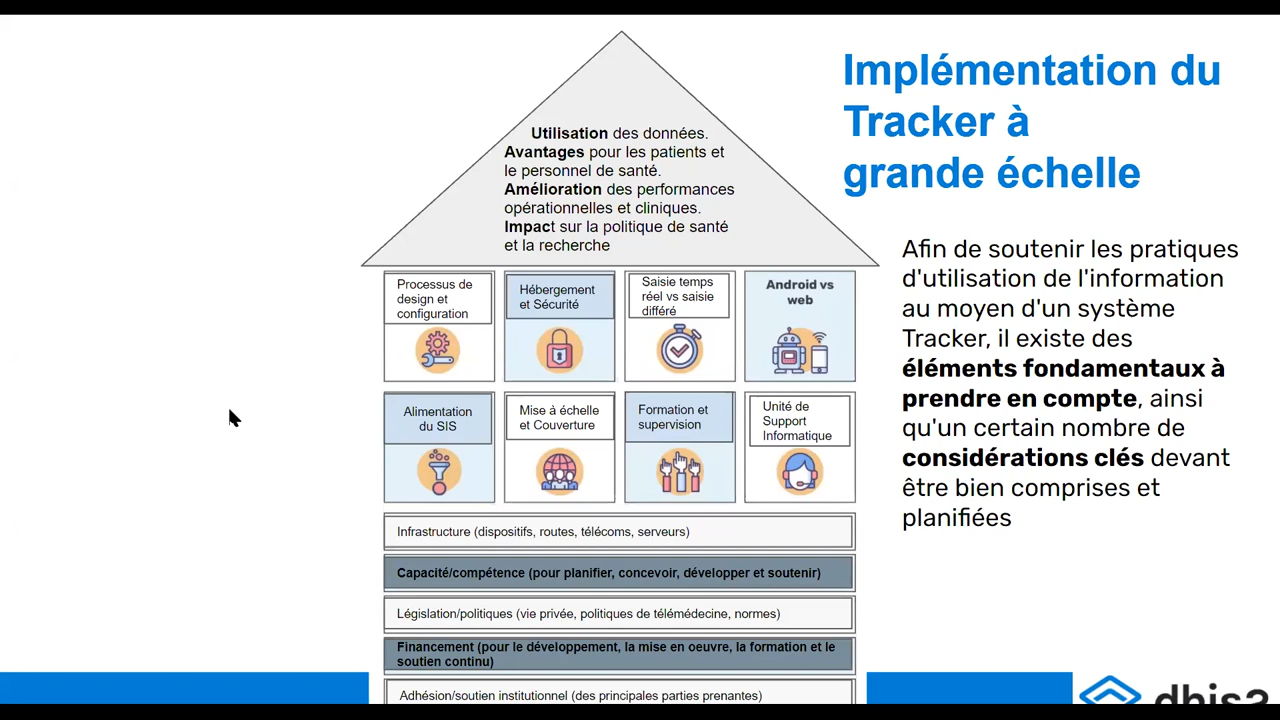 Implémentation du
Tracker à
grande échelle
Utilisation des données.
Avantages pour les patients et
le personnel de santé.
Amélioration des performances
opérationnelles et cliniques.
Impact sur la politique de santé
et la recherche
Afin de soutenir les pratiques
d'utilisation de l'information
au moyen d'un système
Tracker, il existe des
éléments fondamentaux à
prendre en compte, ainsi
qu'un certain nombre de
considérations clés devant
être bien comprises et
planifiées
Processus de
design et
configuration
Hébergement
et Sécurité
Saisie temps
réel vs saisie
différé
Android vs
web
Alimentation
du SIS
Mise à échelle
et Couverture
Formation et
supervision
Unité de
Support
Informatique
Infrastructure (dispositifs, routes, télécoms, serveurs)
Capacité/compétence (pour planifier, concevoir, développer et soutenir)
Législation/politiques (vie privée, politiques de télémédecine, normes)
Financement (pour le développement, la mise en oeuvre, la formation et le
soutien continu)
Adhésion/soutien institutionnel (des principales parties prenantes)
dhis2